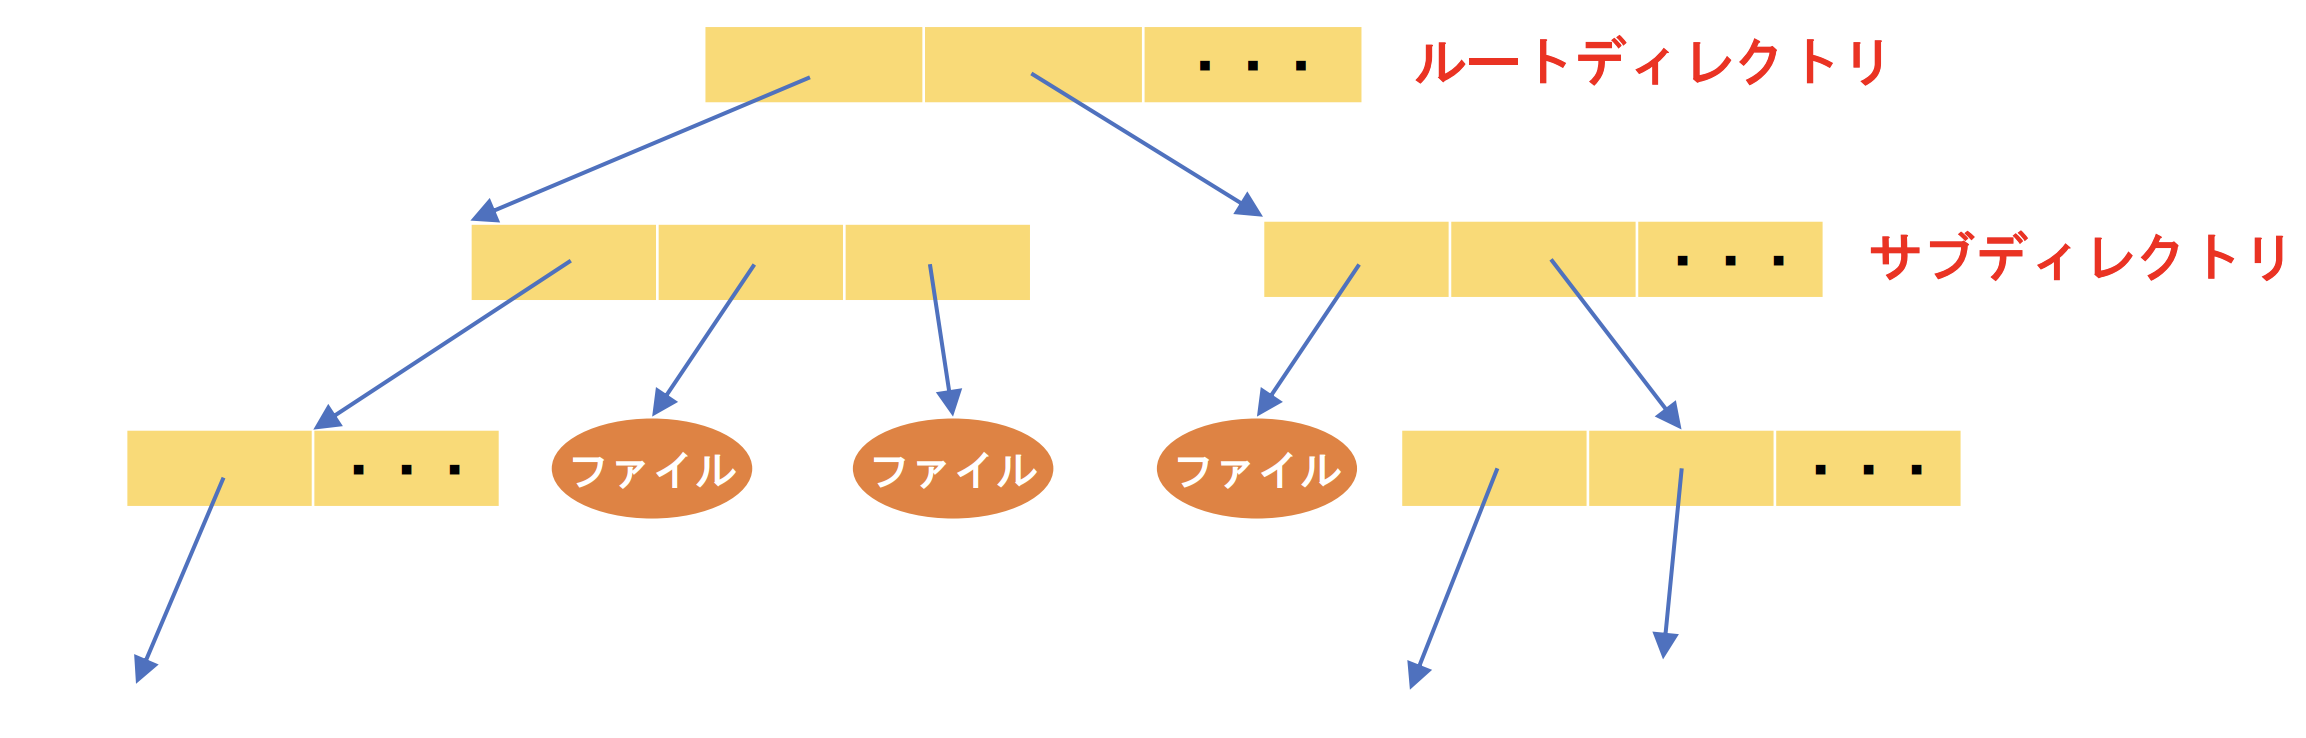 ・・・ ルートディレクトリ
・・・ サブディレクトリ
・・・ ファイル ファイル ファイル ・・・